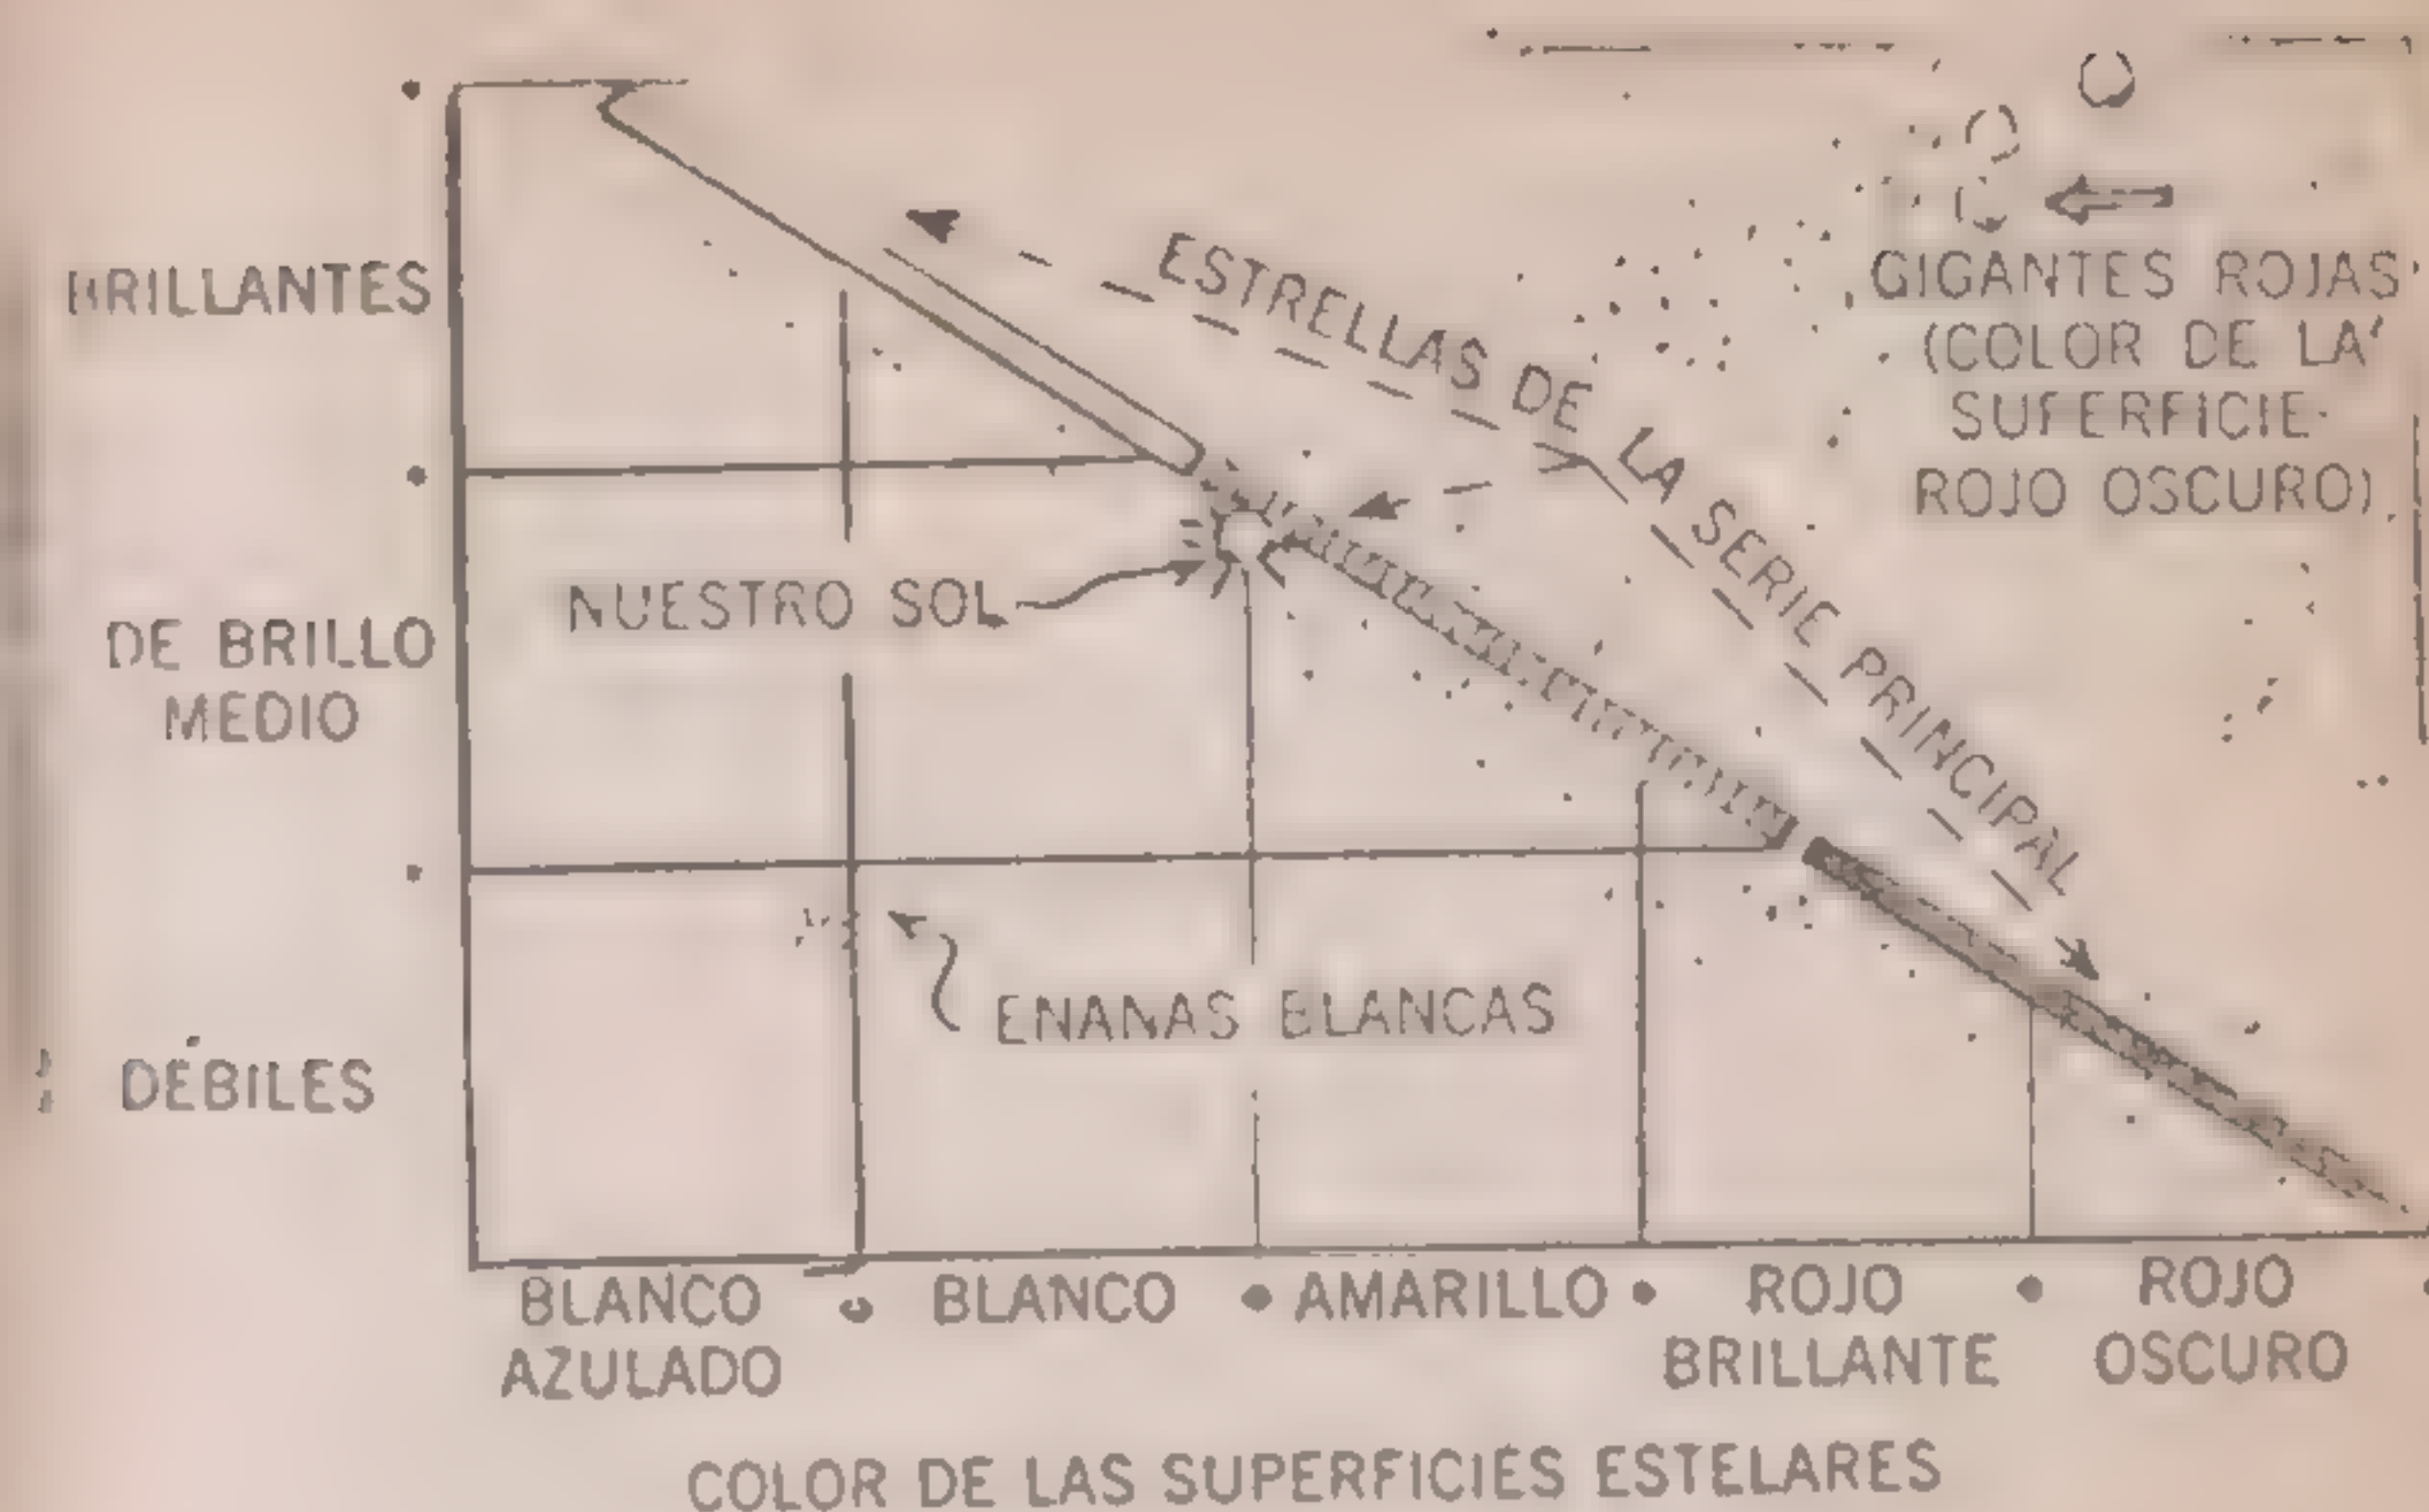 BRILLANTES
DE BRILLO
MEDIO
DÉBILES
ESTRELLAS DE LA SERIE PRINCIPAL
GIGANTES ROJAS
(COLOR DE LA
SUPERFICIE
ROJO OSCURO)
NUESTRO SOL
ENANAS BLANCAS
BLANCO
AZULADO
BLANCO
AMARILLO
ROJO
BRILLANTE
ROJO
OSCURO
COLOR DE LAS SUPERFICIES ESTELARES